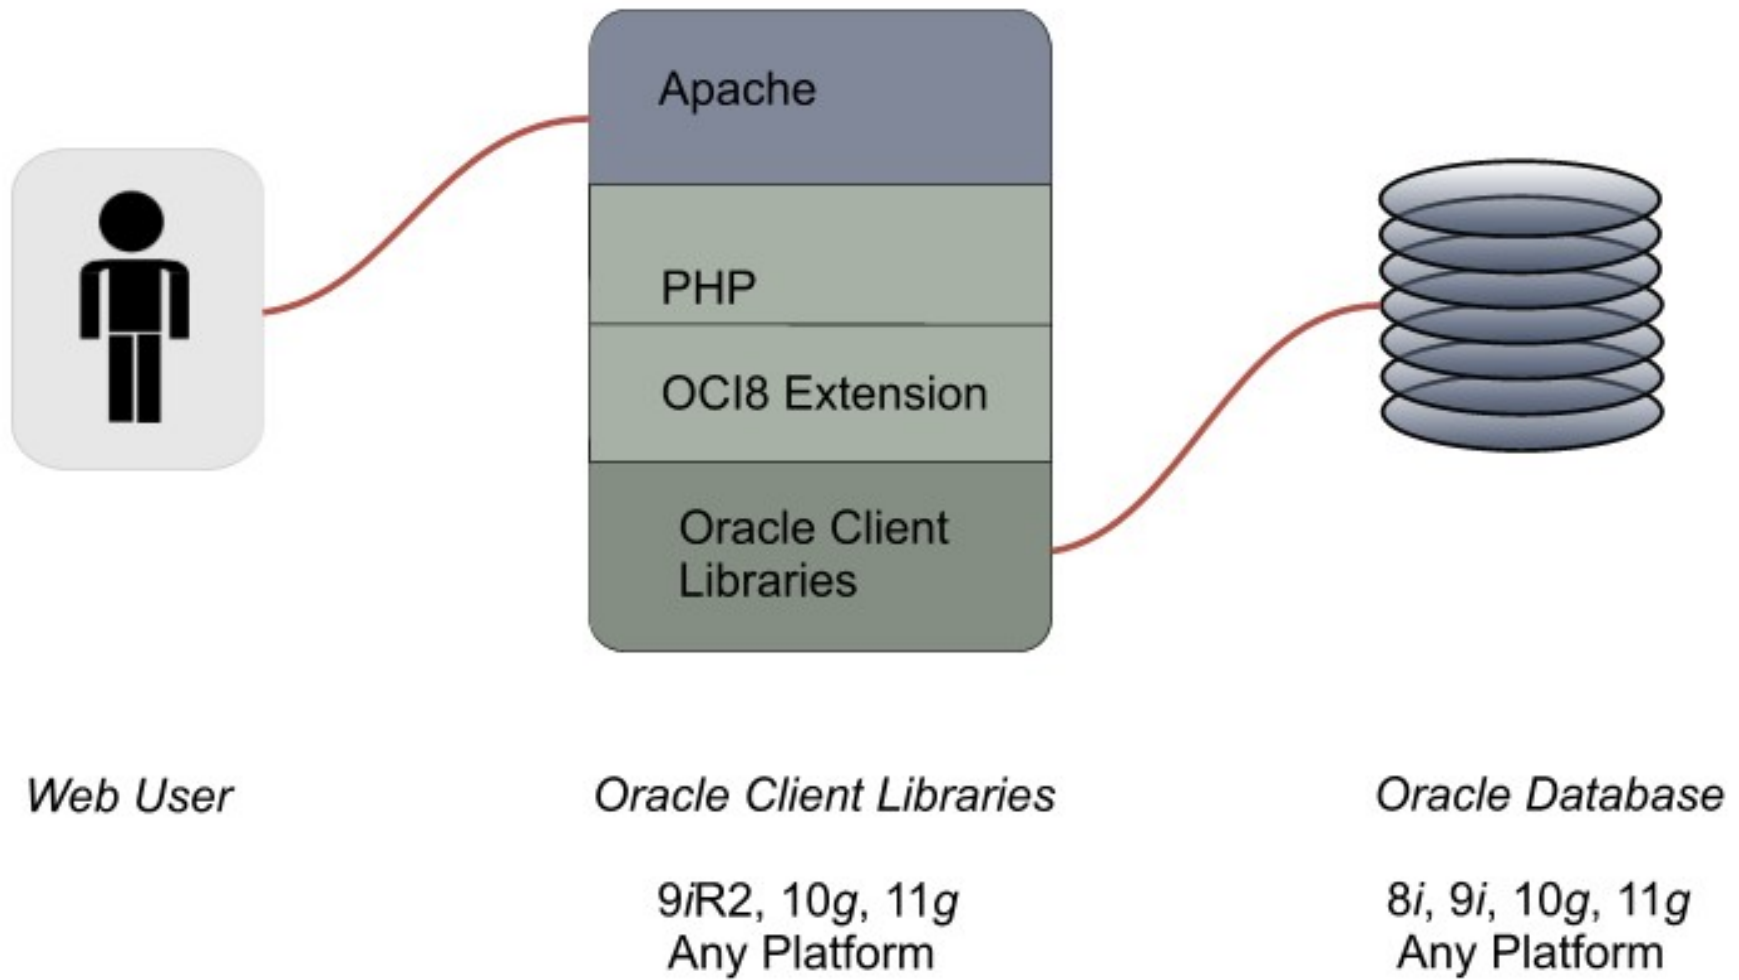 Apache
PHP
OCI8 Extension
Oracle Client
Libraries
Web User
Oracle Client Libraries
Oracle Database
9iR2, 10g, 11g
Any Platform
8i, 9i, 10g, 11g
Any Platform